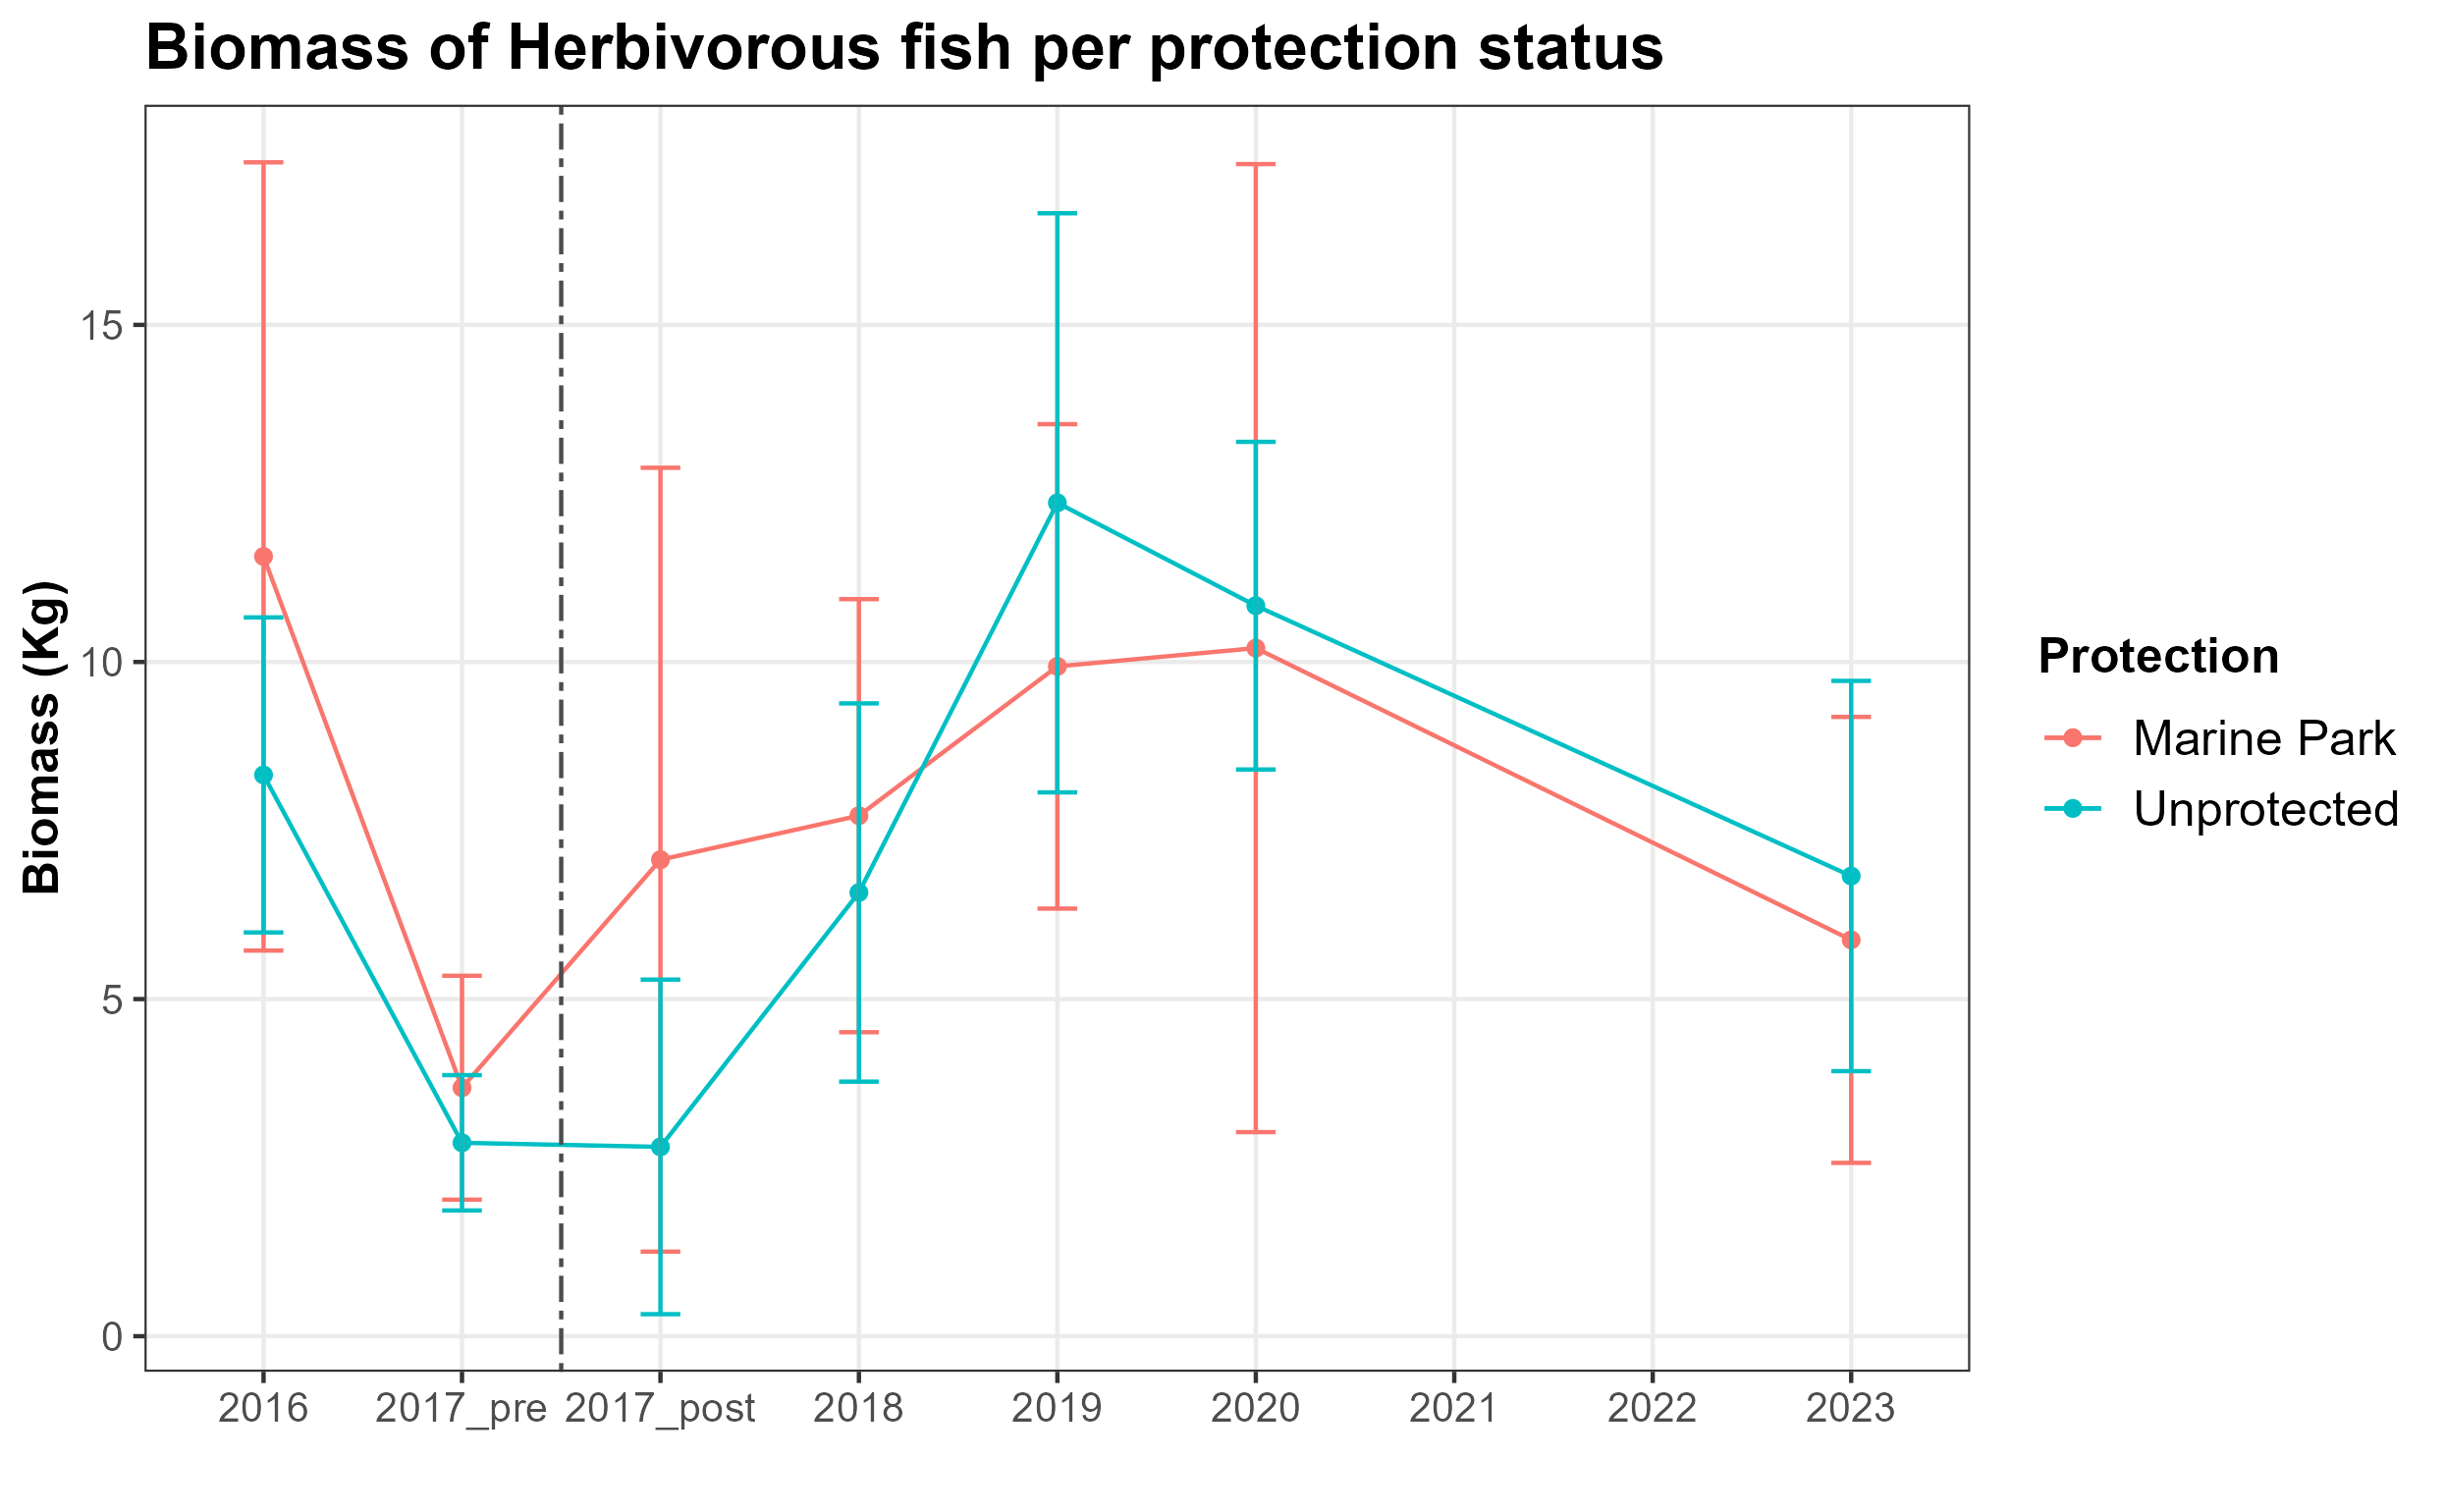 Biomass of Herbivorous fish per protection status
Biomass (Kg)
15
10
5
0
2016 2017_pre 2017_post 2018 2019 2020 2021 2022 2023
Protection
Marine Park
Unprotected